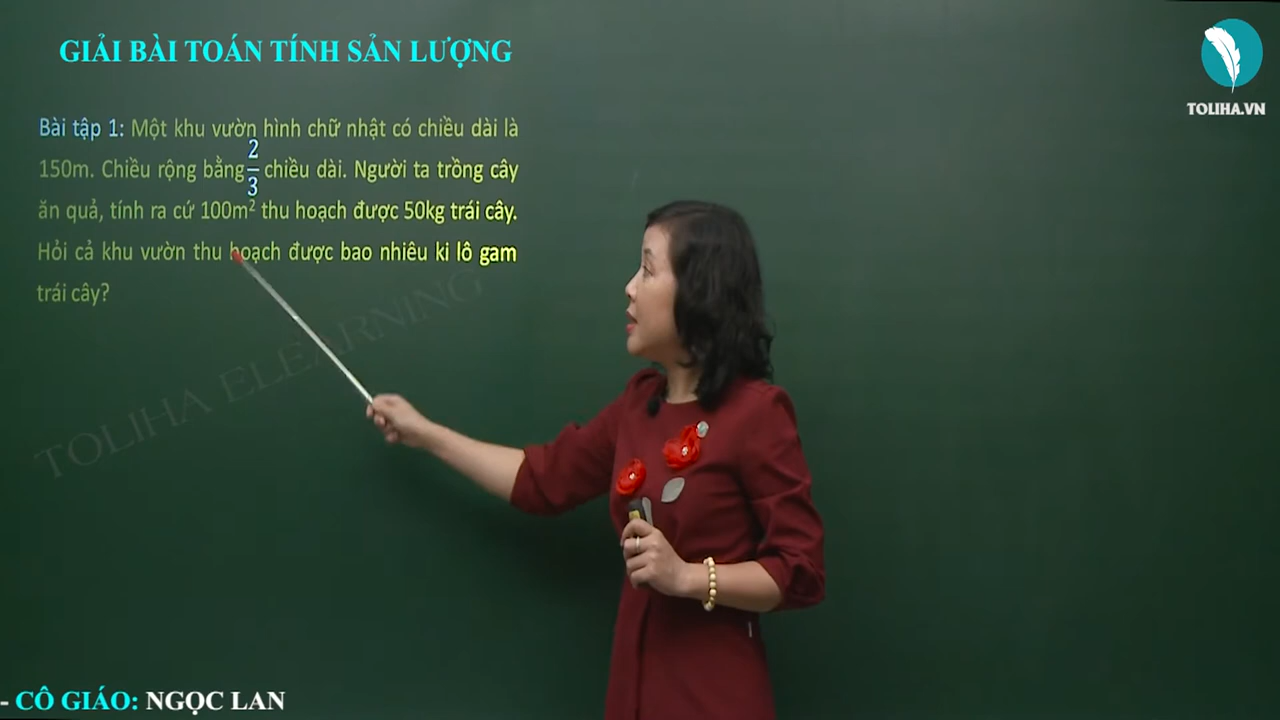 GIẢI BÀI TOÁN TÍNH SẢN LƯỢNG
TOLIHA.VN
Bài tập 1: Một khu vườn hình chữ nhật có chiều dài là
150m. Chiều rộng bằng 2/3 chiều dài. Người ta trồng cây
ăn quả, tính ra cứ 100m² thu hoạch được 50kg trái cây.
Hỏi cả khu vườn thu hoạch được bao nhiêu ki lô gam
trái cây?
TOLIHA ELEARNING
- CÔ GIÁO: NGỌC LAN